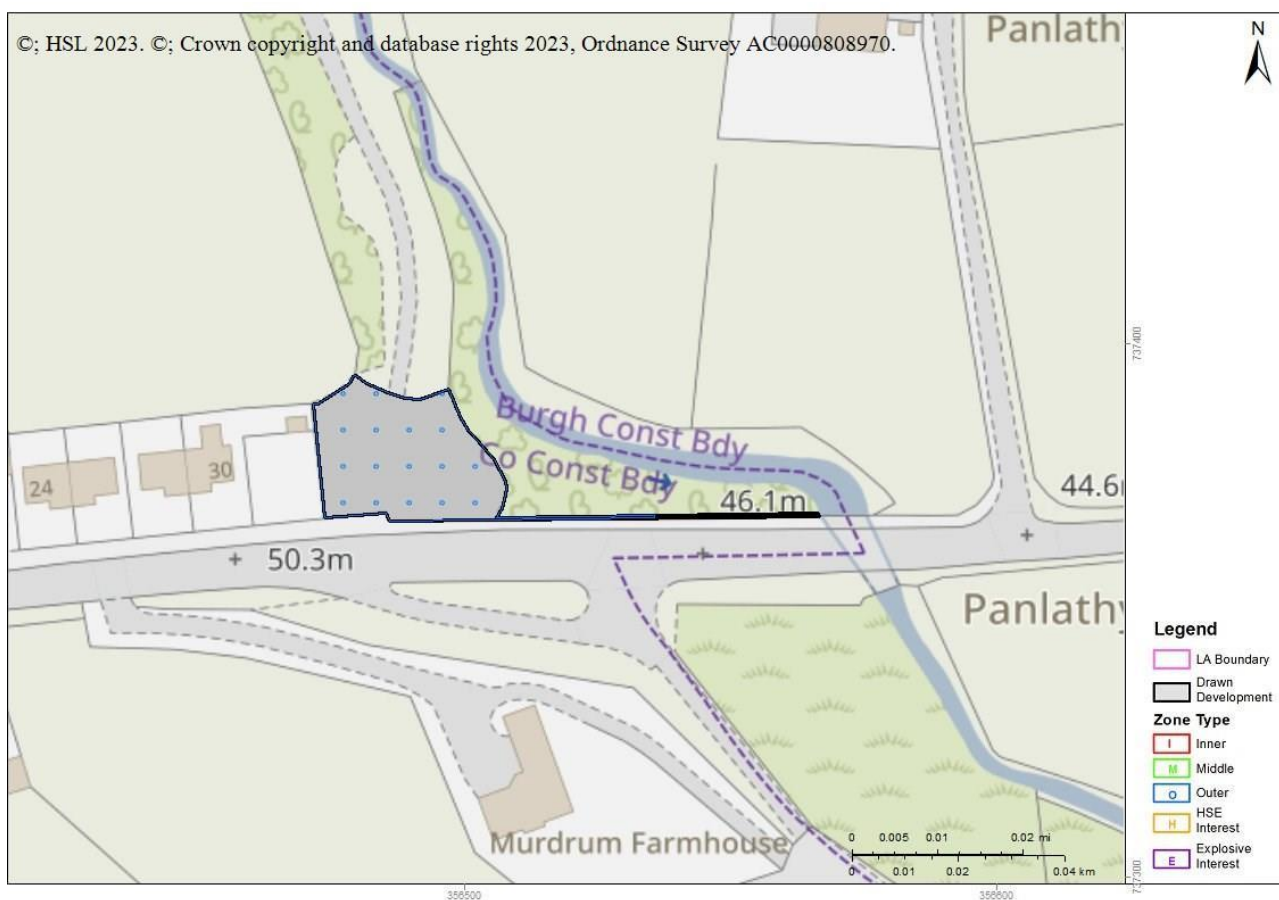 ©; HSL 2023. ©; Crown copyright and database rights 2023, Ordnance Survey AC0000808970.
Panlathy
N
737400
Burgh Const Bdy
Co Const Bdy
24
30
46.1m
44.6m
50.3m
Panlathy
Murdrum Farmhouse
0 0.005 0.01 0.02 mi
0 0.01 0.02 0.04 km
737300
356500
356600
Legend
LA Boundary
Drawn
Development
Zone Type
I Inner
M Middle
O Outer
H HSE
Interest
E Explosive
Interest